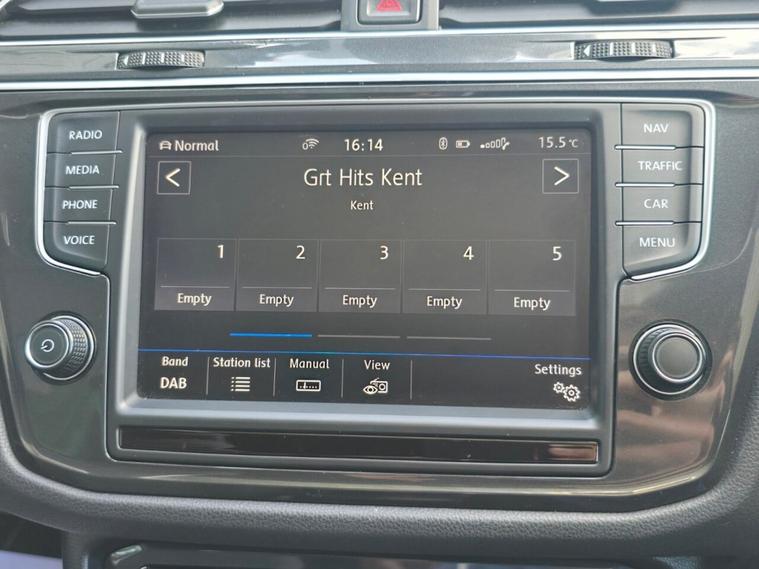 RADIO
MEDIA
PHONE
VOICE
Normal 16:14 15.5 °C
Grt Hits Kent
Kent
1 2 3 4 5
Empty Empty Empty Empty Empty
Band Station list Manual View Settings
DAB
NAV
TRAFFIC
CAR
MENU